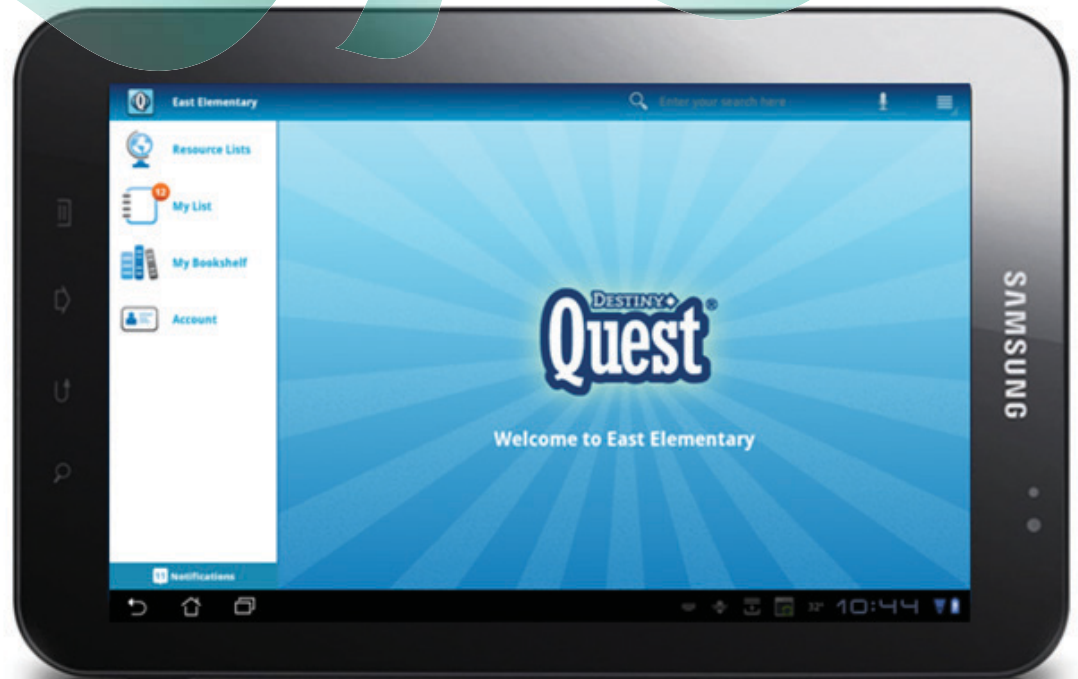 East Elementary
Enter your search here
Resource Lists
12
My List
My Bookshelf
Account
DESTINY
Quest®
Welcome to East Elementary
11 Notifications
32°
10:44
SAMSUNG